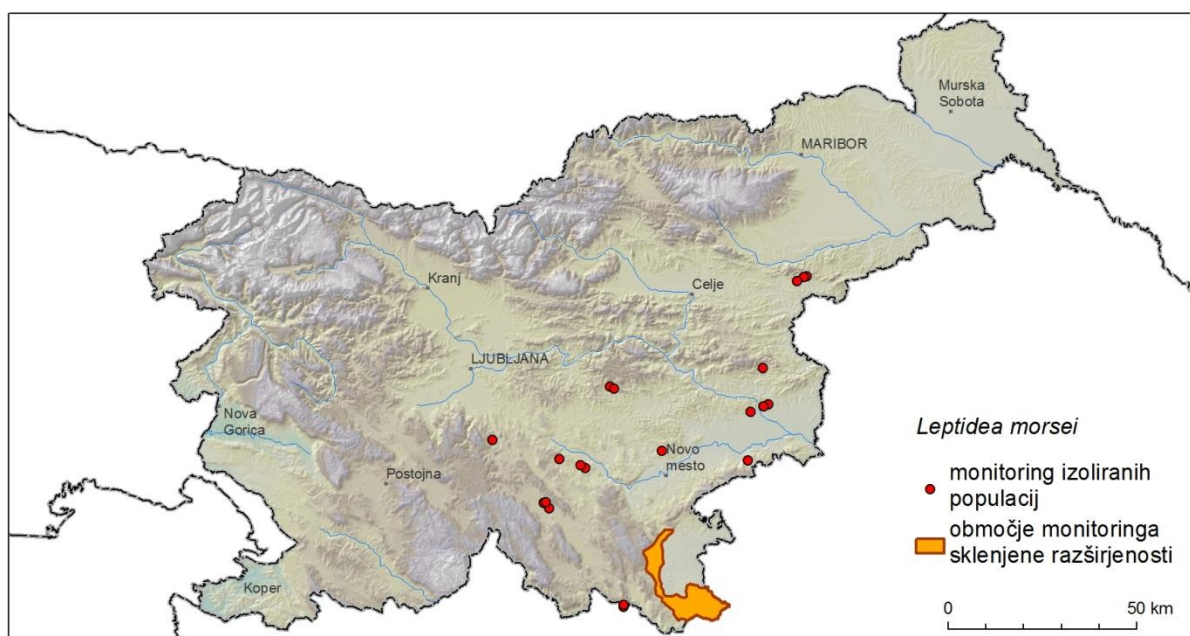 Murska
Sobota
MARIBOR
Kranj
Celje
LJUBLJANA
Nova
Gorica
Novo
mesto
Postojna
Koper
Leptidea morsei
monitoring izoliranih
populacij
območje monitoringa
sklenjene razširjenosti
0 50 km